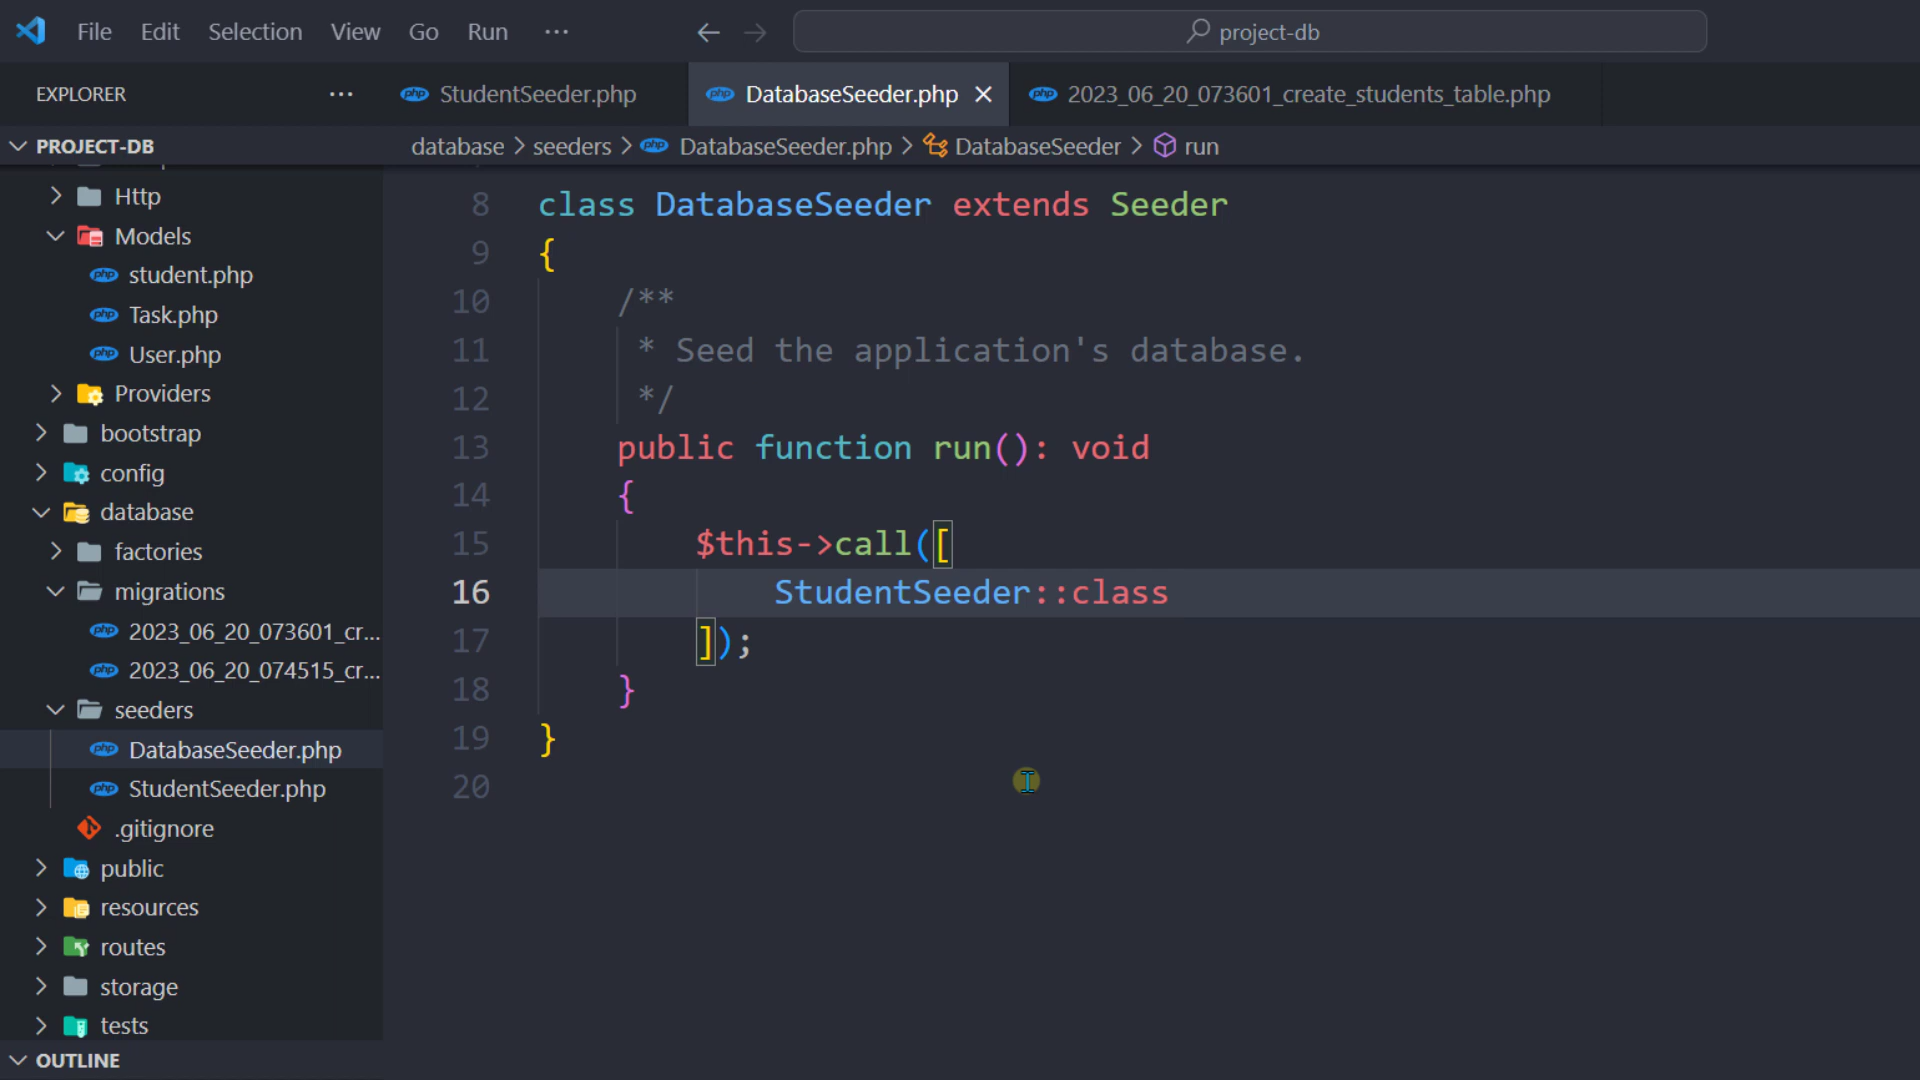 File Edit Selection View Go Run ···
project-db
EXPLORER ···
StudentSeeder.php
DatabaseSeeder.php
2023_06_20_073601_create_students_table.php
PROJECT-DB
database > seeders > DatabaseSeeder.php > DatabaseSeeder > run
Http
Models
student.php
Task.php
User.php
Providers
bootstrap
config
database
factories
migrations
2023_06_20_073601_cr...
2023_06_20_074515_cr...
seeders
DatabaseSeeder.php
StudentSeeder.php
.gitignore
public
resources
routes
storage
tests
OUTLINE
8 class DatabaseSeeder extends Seeder
9 {
10 /**
11 * Seed the application's database.
12 */
13 public function run(): void
14 {
15 $this->call([
16 StudentSeeder::class
17 ]);
18 }
19 }
20